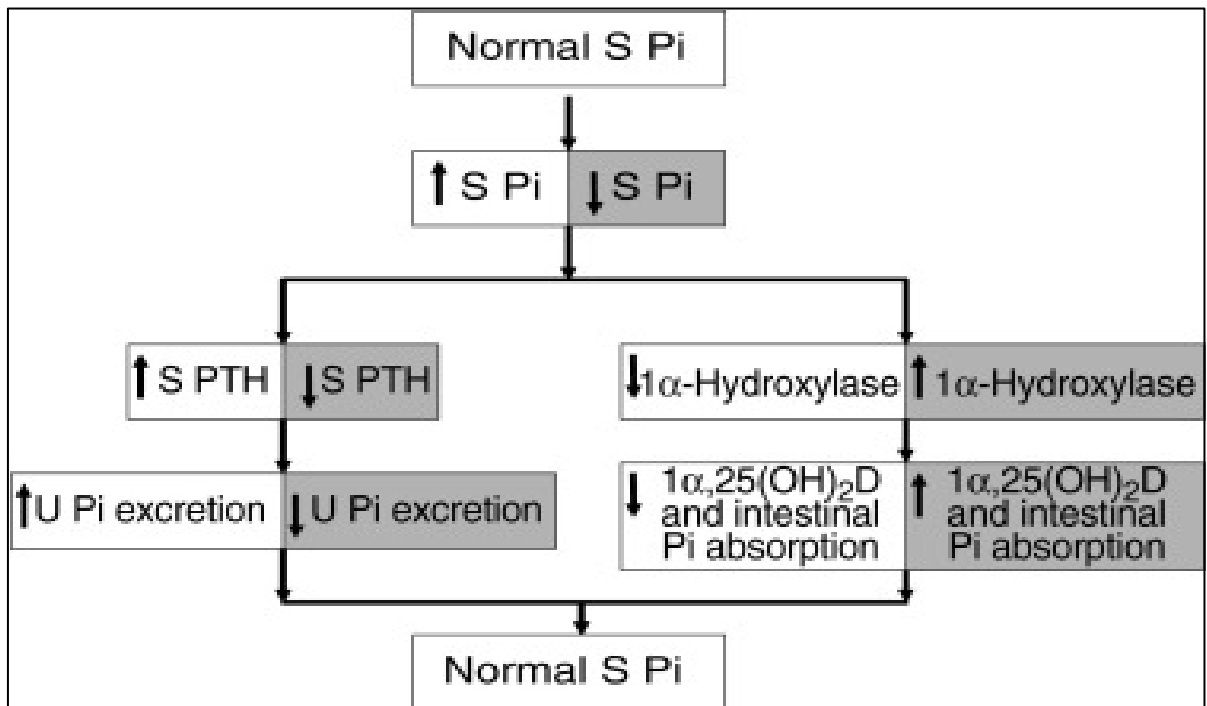 Normal S Pi
↑ S Pi
↓ S Pi
↑ S PTH
↓ S PTH
↓ 1α-Hydroxylase
↑ 1α-Hydroxylase
↑ U Pi excretion
↓ U Pi excretion
↓ 1α,25(OH)₂D
and intestinal
Pi absorption
↑ 1α,25(OH)₂D
and intestinal
Pi absorption
Normal S Pi